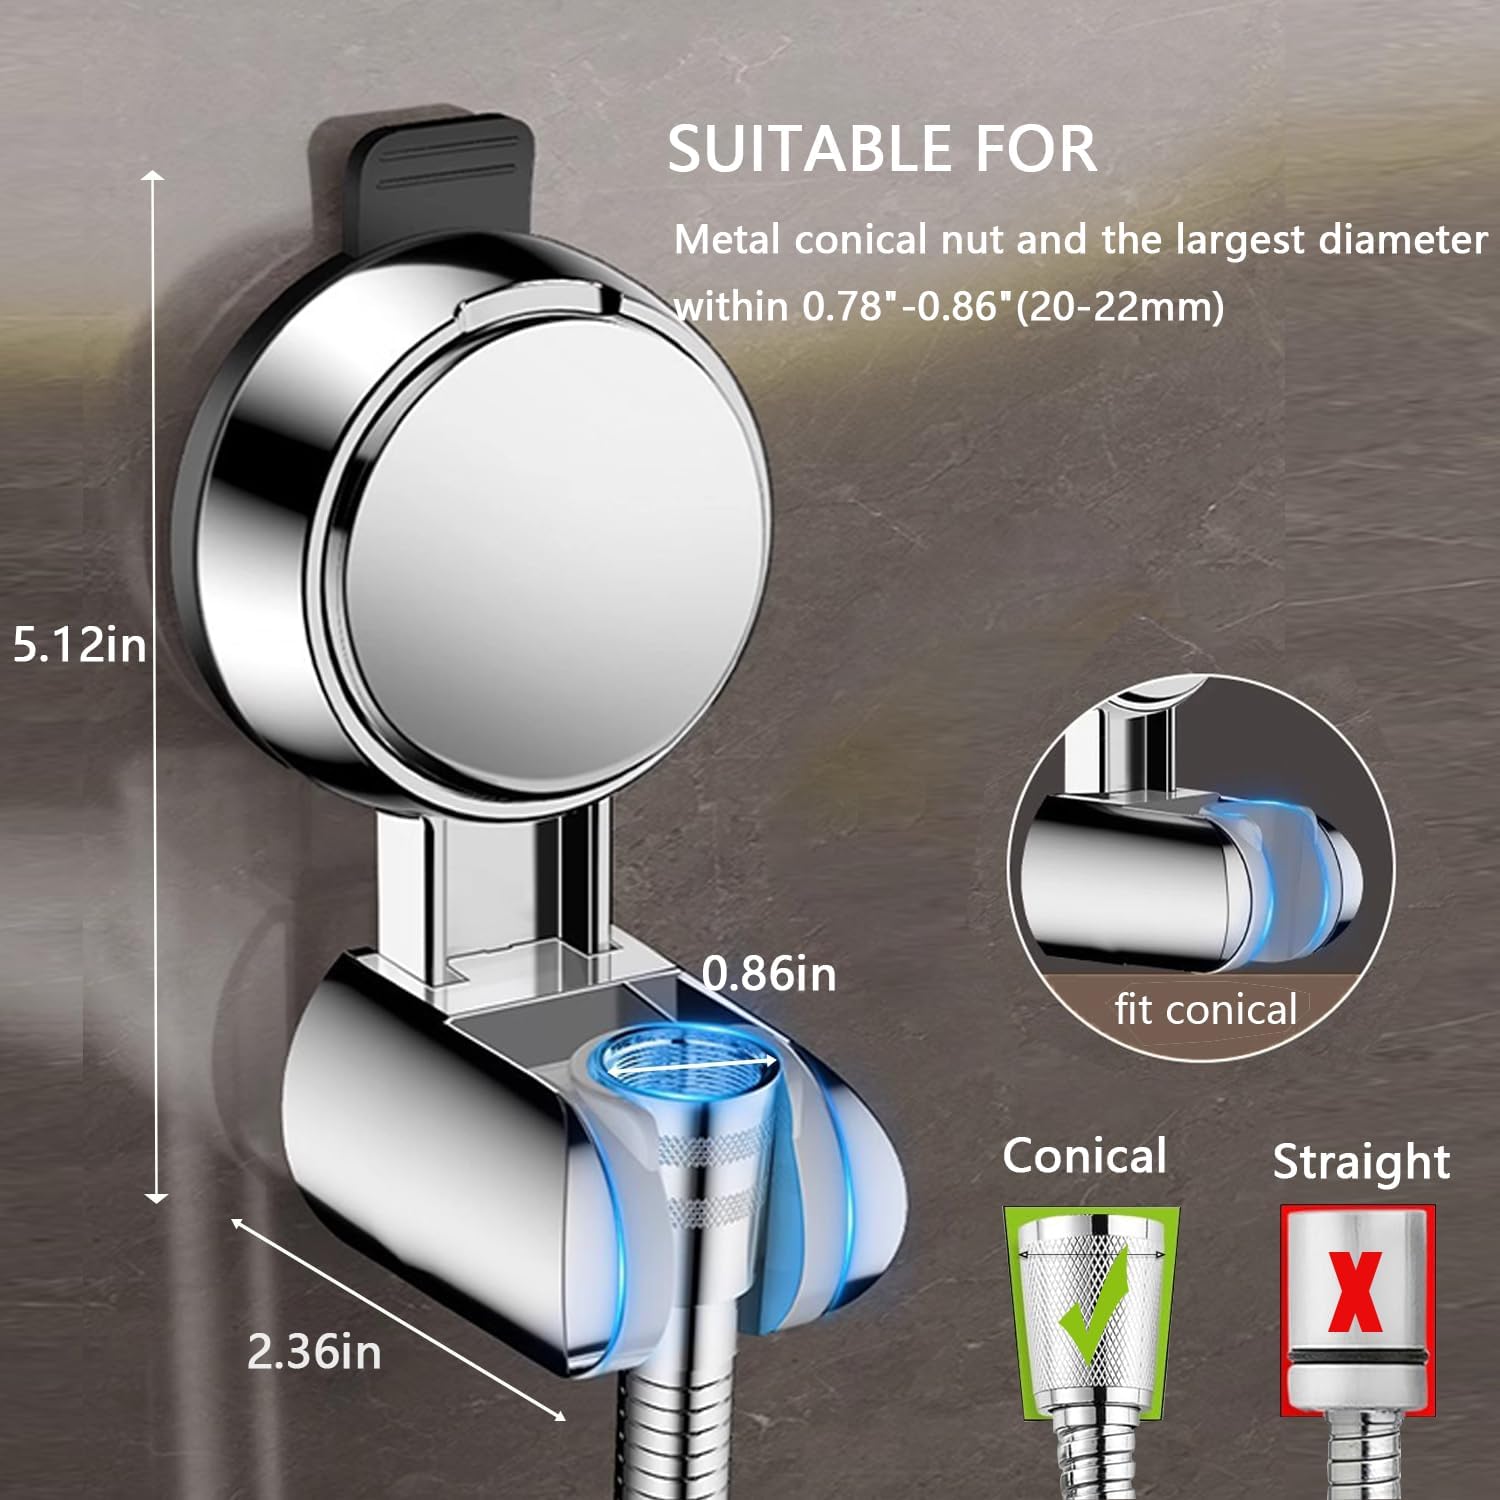 SUITABLE FOR
Metal conical nut and the largest diameter
within 0.78"-0.86"(20-22mm)
5.12in
0.86in
fit conical
Conical
Straight
X
2.36in